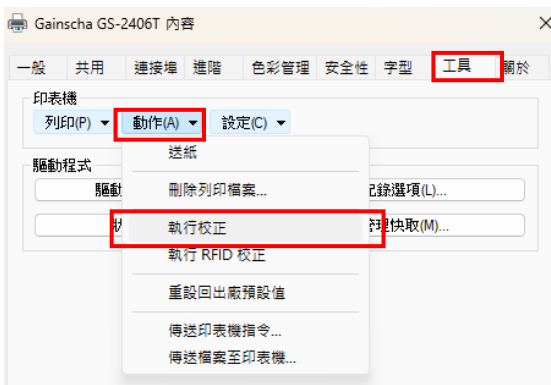 Gainscha GS-2406T 內容
一般 共用 連接埠 進階 色彩管理 安全性 字型 工具 關於
印表機
列印(P) 動作(A) 設定(C)
送紙
驅動程式
刪除列印檔案...
驅動
記錄選項(L)...
執行校正
管理快取(M)...
執行 RFID 校正
重設回出廠預設值
傳送印表機指令...
傳送檔案至印表機...